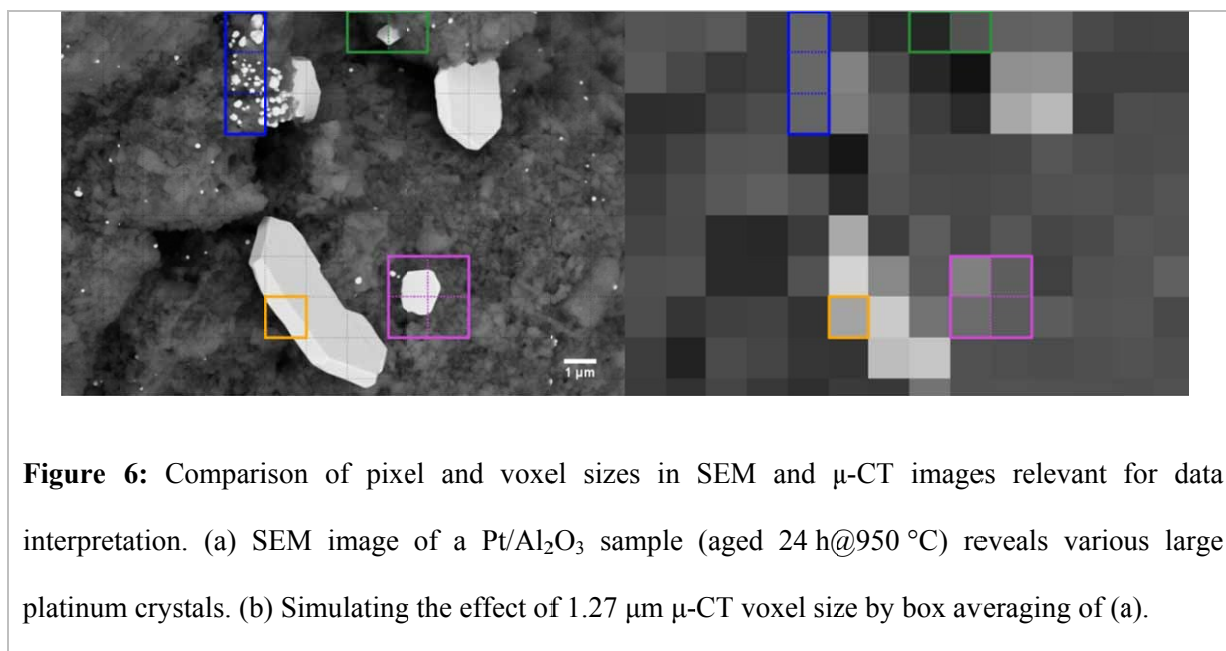 1 μm
Figure 6: Comparison of pixel and voxel sizes in SEM and μ-CT images relevant for data
interpretation. (a) SEM image of a Pt/Al₂O₃ sample (aged 24 h@950 °C) reveals various large
platinum crystals. (b) Simulating the effect of 1.27 μm μ-CT voxel size by box averaging of (a).